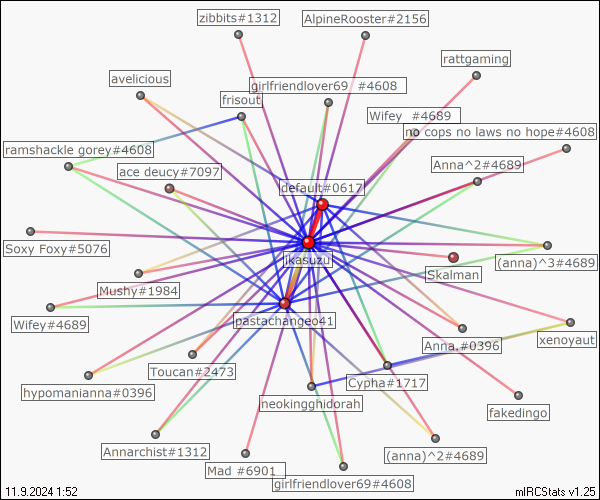 zibbits#1312
AlpineRooster#2156
rattgaming
avelicious
girlfriendlover69_#4608
frisout
Wifey_#4689
no cops no laws no hope#4608
ramshackle gorey#4608
ace deucy#7097
Anna^2#4689
default#0617
Soxy Foxy#5076
ikasuzu
(anna)^3#4689
Skalman
Mushy#1984
Wifey#4689
pastachangeo41
Anna.#0396
xenoyaut
Toucan#2473
Cypha#1717
hypomanianna#0396
neokingghidorah
fakedingo
Annarchist#1312
(anna)^2#4689
Mad_#6901
girlfriendlover69#4608
11.9.2024 1:52
mIRCStats v1.25